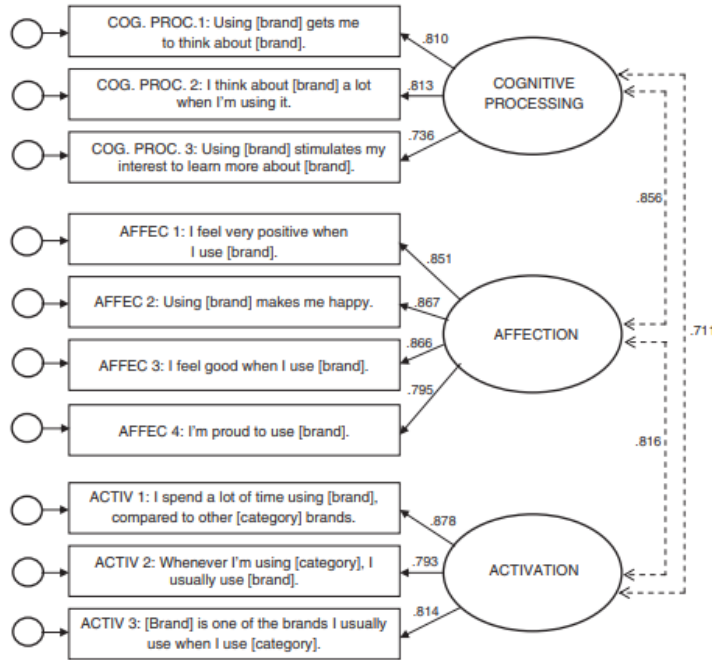 COG. PROC.1: Using [brand] gets me
to think about [brand].
.810
COG. PROC. 2: I think about [brand] a lot
when I'm using it.
.813
COGNITIVE
PROCESSING
COG. PROC. 3: Using [brand] stimulates my
interest to learn more about [brand].
.736
.856
AFFEC 1: I feel very positive when
I use [brand].
.851
AFFEC 2: Using [brand] makes me happy.
.867
AFFECTION
.711
AFFEC 3: I feel good when I use [brand].
.866
AFFEC 4: I'm proud to use [brand].
.795
.816
ACTIV 1: I spend a lot of time using [brand],
compared to other [category] brands.
.878
ACTIV 2: Whenever I'm using [category], I
usually use [brand].
.793
ACTIVATION
ACTIV 3: [Brand] is one of the brands I usually
use when I use [category].
.814